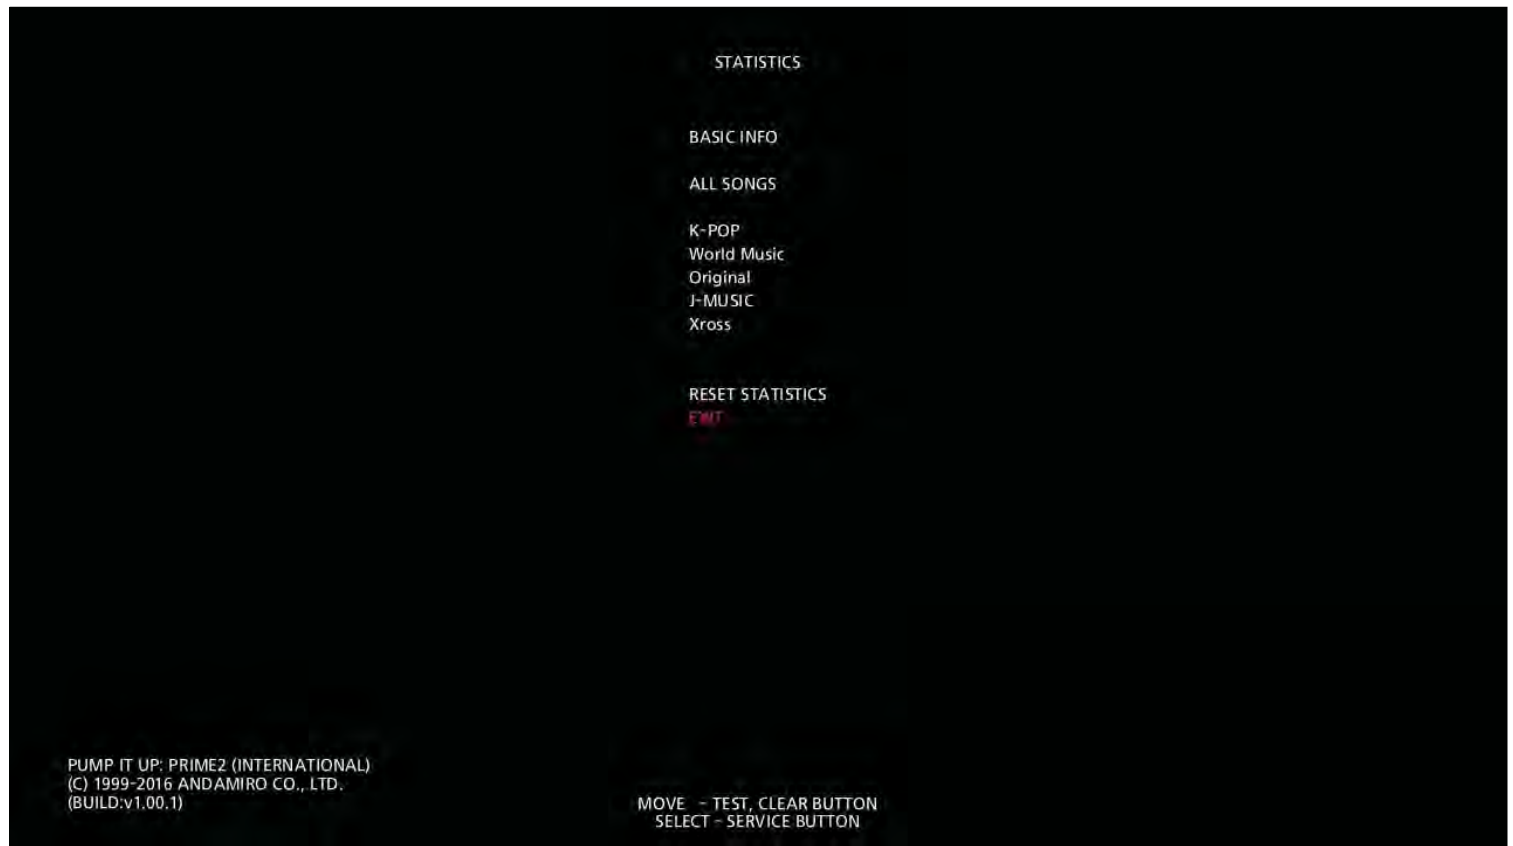 STATISTICS
BASIC INFO
ALL SONGS
K-POP
World Music
Original
J-MUSIC
Xross
RESET STATISTICS
EXIT
PUMP IT UP: PRIME2 (INTERNATIONAL)
(C) 1999-2016 ANDAMIRO CO., LTD.
(BUILD:v1.00.1)
MOVE - TEST, CLEAR BUTTON
SELECT - SERVICE BUTTON